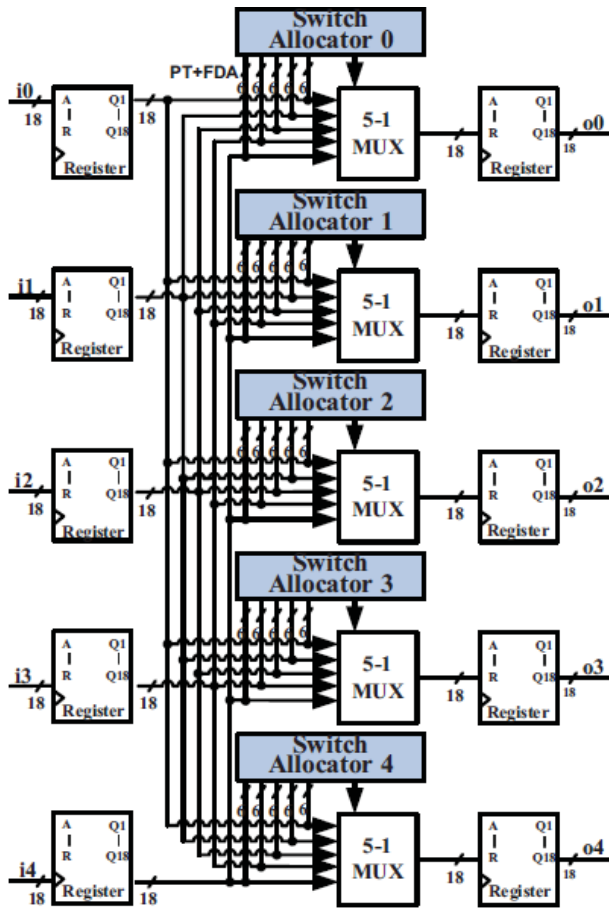 Switch
Allocator 0
PT+FDA
6 6 6 6 6
i0
18
A Q1
R Q18
Register
18
5-1
MUX
18
A Q1
R Q18
Register
o0
18
Switch
Allocator 1
6 6 6 6 6
i1
18
A Q1
R Q18
Register
18
5-1
MUX
18
A Q1
R Q18
Register
o1
18
Switch
Allocator 2
6 6 6 6 6
i2
18
A Q1
R Q18
Register
18
5-1
MUX
18
A Q1
R Q18
Register
o2
18
Switch
Allocator 3
6 6 6 6 6
i3
18
A Q1
R Q18
Register
18
5-1
MUX
18
A Q1
R Q18
Register
o3
18
Switch
Allocator 4
6 6 6 6 6
i4
18
A Q1
R Q18
Register
18
5-1
MUX
18
A Q1
R Q18
Register
o4
18